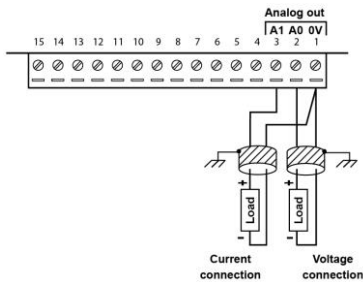 Analog out
A1 A0 0V
15 14 13 12 11 10 9 8 7 6 5 4 3 2 1
+ +
Load Load
- -
Current connection
Voltage connection